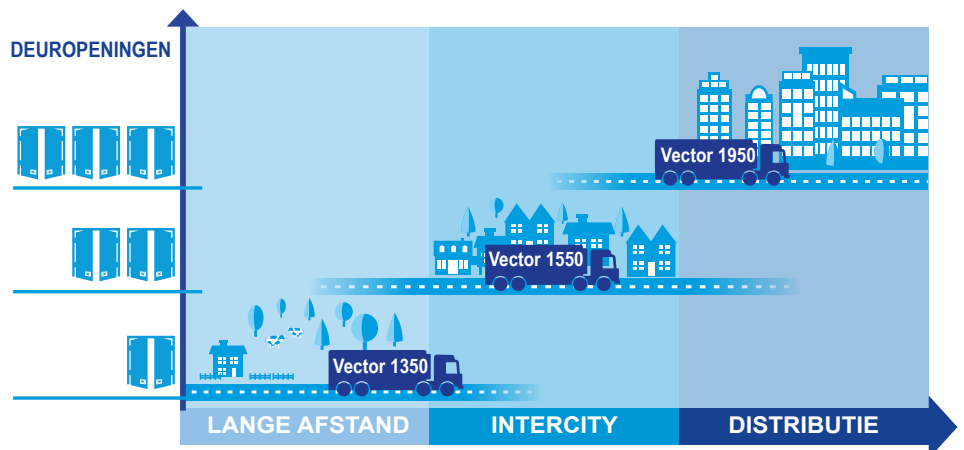 DEUROPENINGEN
Vector 1950
Vector 1550
Vector 1350
LANGE AFSTAND
INTERCITY
DISTRIBUTIE